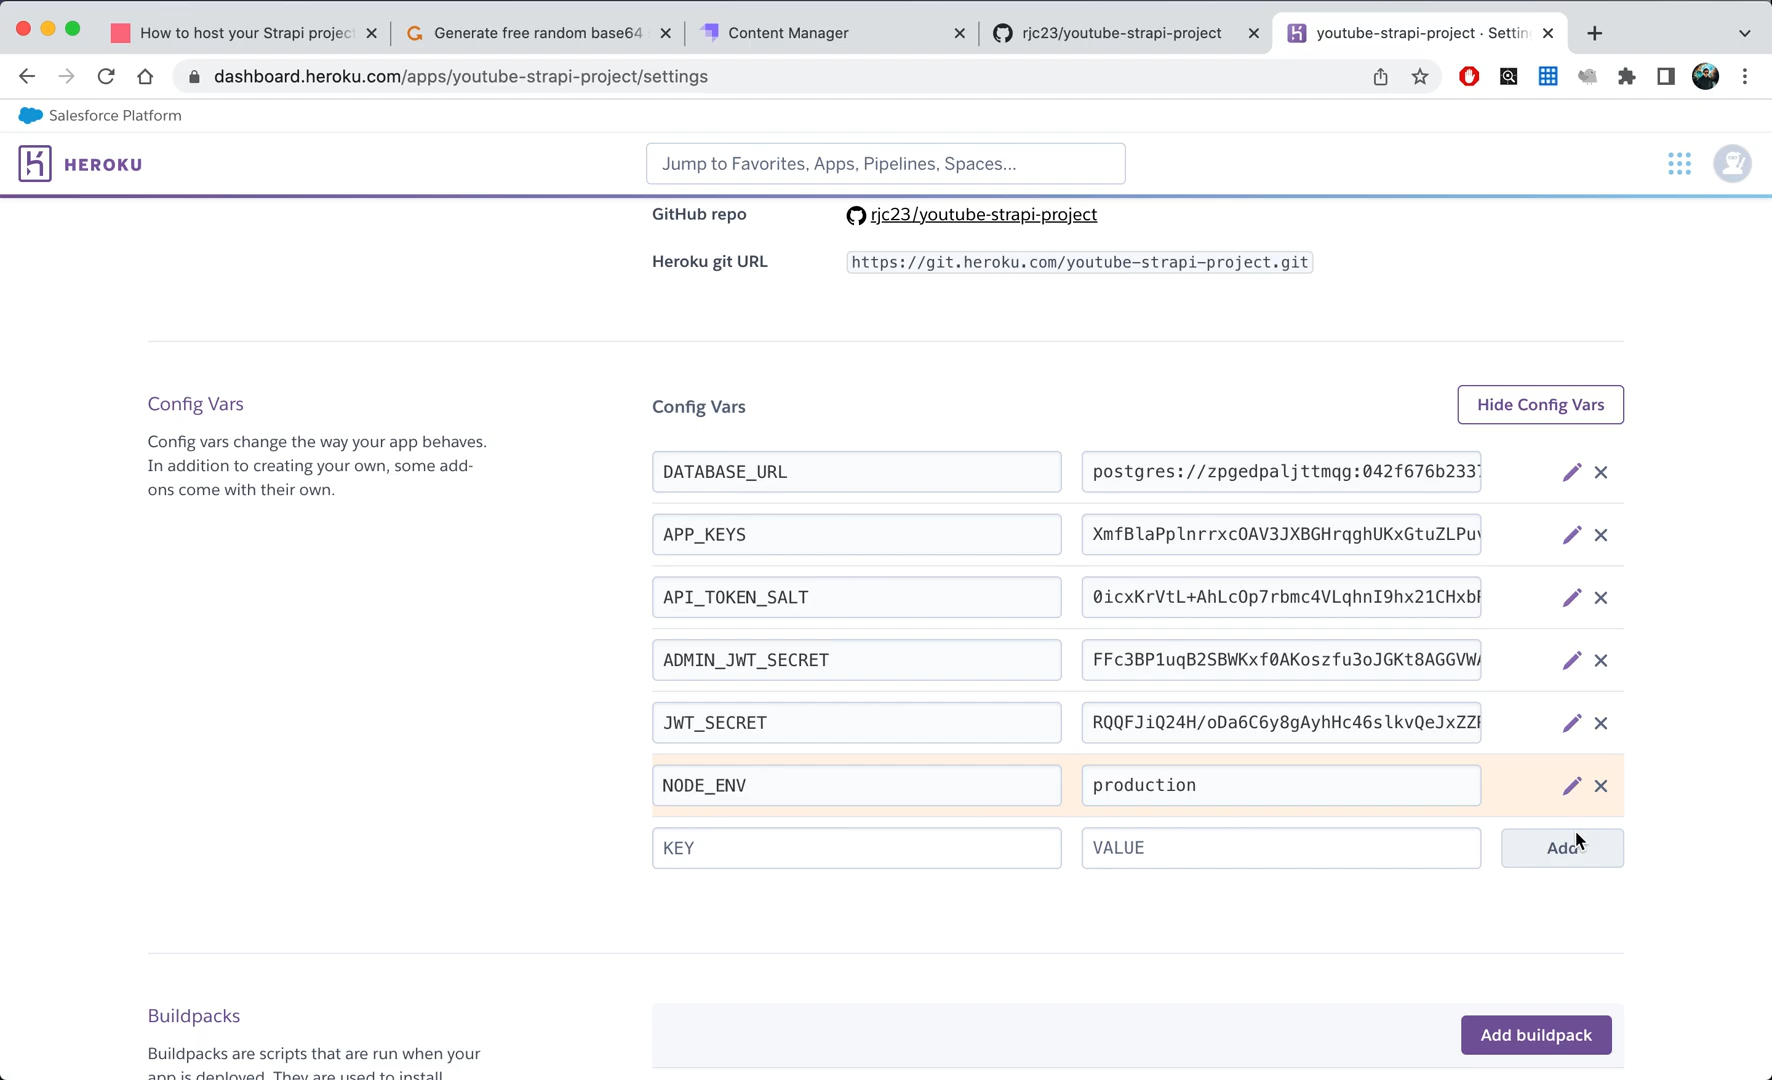 How to host your Strapi project
Generate free random base64
Content Manager
rjc23/youtube-strapi-project
youtube-strapi-project · Settin
dashboard.heroku.com/apps/youtube-strapi-project/settings
Salesforce Platform
HEROKU
Jump to Favorites, Apps, Pipelines, Spaces...
GitHub repo
rjc23/youtube-strapi-project
Heroku git URL
https://git.heroku.com/youtube-strapi-project.git
Config Vars
Config vars change the way your app behaves.
In addition to creating your own, some add-
ons come with their own.
Config Vars
Hide Config Vars
DATABASE_URL
postgres://zpgedpaljttmqg:042f676b2337
APP_KEYS
XmfBlaPplnrrxcOAV3JXBGHrqghUKxGtuZLPuv
API_TOKEN_SALT
0icxKrVtL+AhLcOp7rbmc4VLqhnI9hx21CHxb
ADMIN_JWT_SECRET
FFc3BP1uqB2SBWKxf0AKoszfu3oJGKt8AGGVWA
JWT_SECRET
RQQFJiQ24H/oDa6C6y8gAyhHc46slkvQeJxZZ
NODE_ENV
production
KEY
VALUE
Add
Buildpacks
Buildpacks are scripts that are run when your
app is deployed. They are used to install
Add buildpack